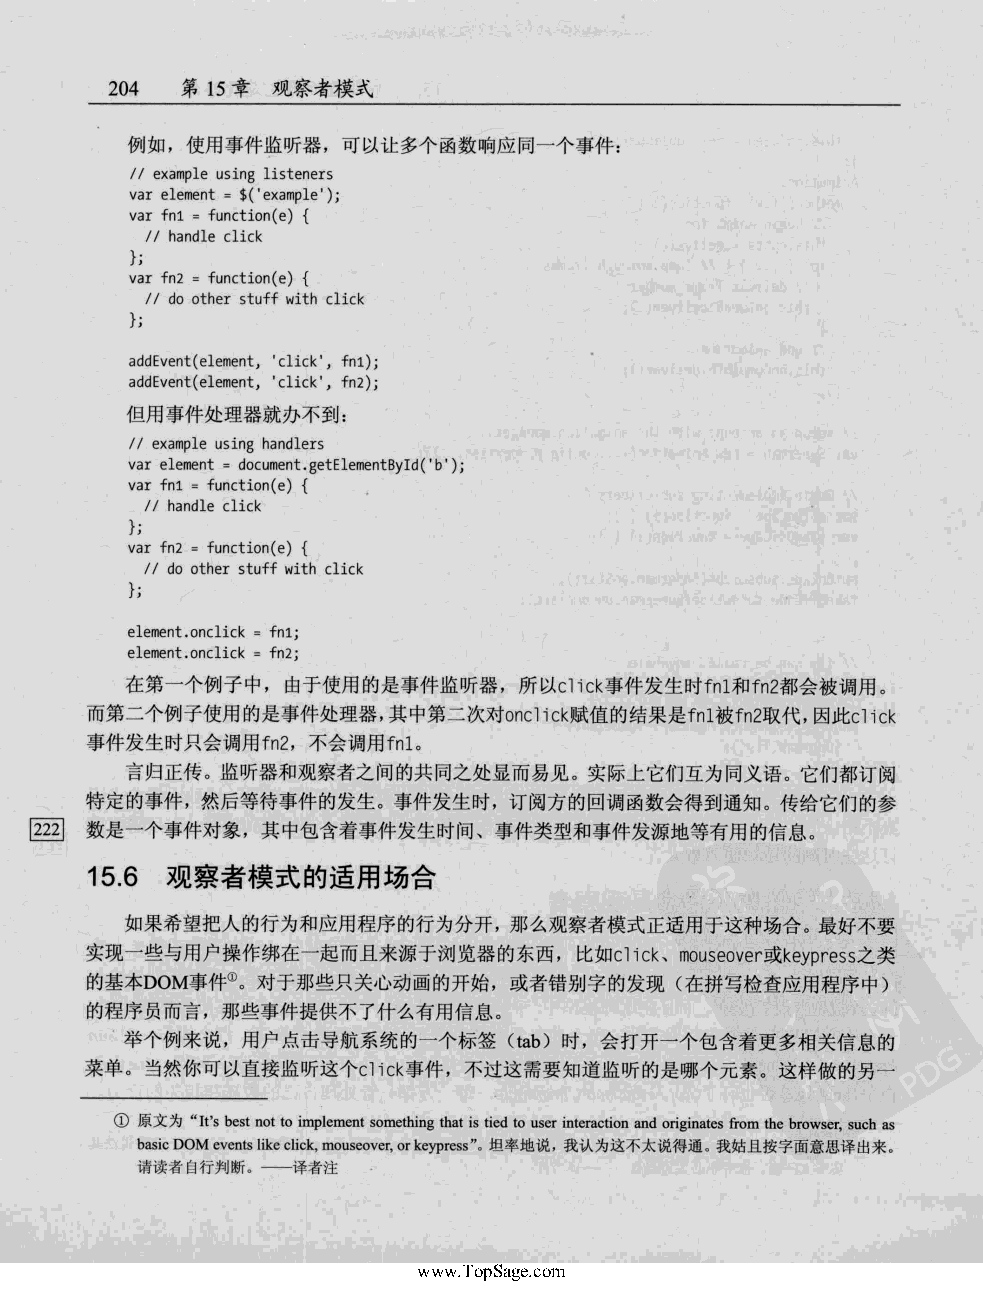 204 第 15 章 观察者模式
例如，使用事件监听器，可以让多个函数响应同一个事件：
// example using listeners
var element = $('example');
var fn1 = function(e) {
// handle click
};
var fn2 = function(e) {
// do other stuff with click
};
addEvent(element, 'click', fn1);
addEvent(element, 'click', fn2);
但用事件处理器就办不到：
// example using handlers
var element = document.getElementById('b');
var fn1 = function(e) {
// handle click
};
var fn2 = function(e) {
// do other stuff with click
};
element.onclick = fn1;
element.onclick = fn2;
在第一个例子中，由于使用的是事件监听器，所以click事件发生时fn1和fn2都会被调用。
而第二个例子使用的是事件处理器，其中第二次对onclick赋值的结果是fn1被fn2取代，因此click
事件发生时只会调用fn2，不会调用fn1。
言归正传。监听器和观察者之间的共同之处显而易见。实际上它们互为同义语。它们都订阅
特定的事件，然后等待事件的发生。事件发生时，订阅方的回调函数会得到通知。传给它们的参
222 数是一个事件对象，其中包含着事件发生时间、事件类型和事件发源地等有用的信息。
15.6 观察者模式的适用场合
如果希望把人的行为和应用程序的行为分开，那么观察者模式正适用于这种场合。最好不要
实现一些与用户操作绑在一起而且来源于浏览器的东西，比如click、mouseover或keypress之类
的基本DOM事件①。对于那些只关心动画的开始，或者错别字的发现（在拼写检查应用程序中）
的程序员而言，那些事件提供不了什么有用信息。
举个例来说，用户点击导航系统的一个标签（tab）时，会打开一个包含着更多相关信息的
菜单。当然你可以直接监听这个click事件，不过这需要知道监听的是哪个元素。这样做的另一
① 原文为“It's best not to implement something that is tied to user interaction and originates from the browser, such as
basic DOM events like click, mouseover, or keypress”。坦率地说，我认为这不太说得通。我姑且按字面意思译出来。
请读者自行判断。——译者注
PDG
www.TopSage.com